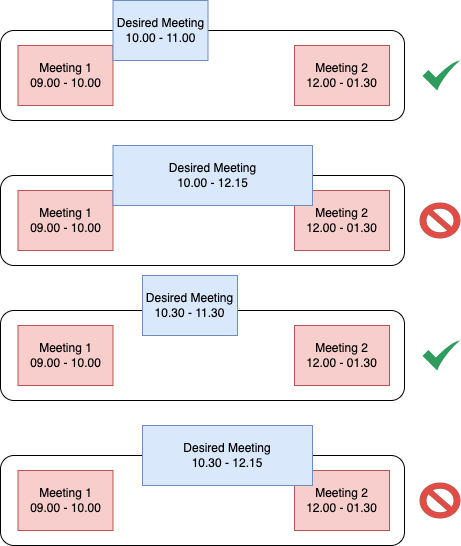 Desired Meeting
10.00 - 11.00
Meeting 1
09.00 - 10.00
Meeting 2
12.00 - 01.30
Desired Meeting
10.00 - 12.15
Meeting 1
09.00 - 10.00
Meeting 2
12.00 - 01.30
Desired Meeting
10.30 - 11.30
Meeting 1
09.00 - 10.00
Meeting 2
12.00 - 01.30
Desired Meeting
10.30 - 12.15
Meeting 1
09.00 - 10.00
Meeting 2
12.00 - 01.30